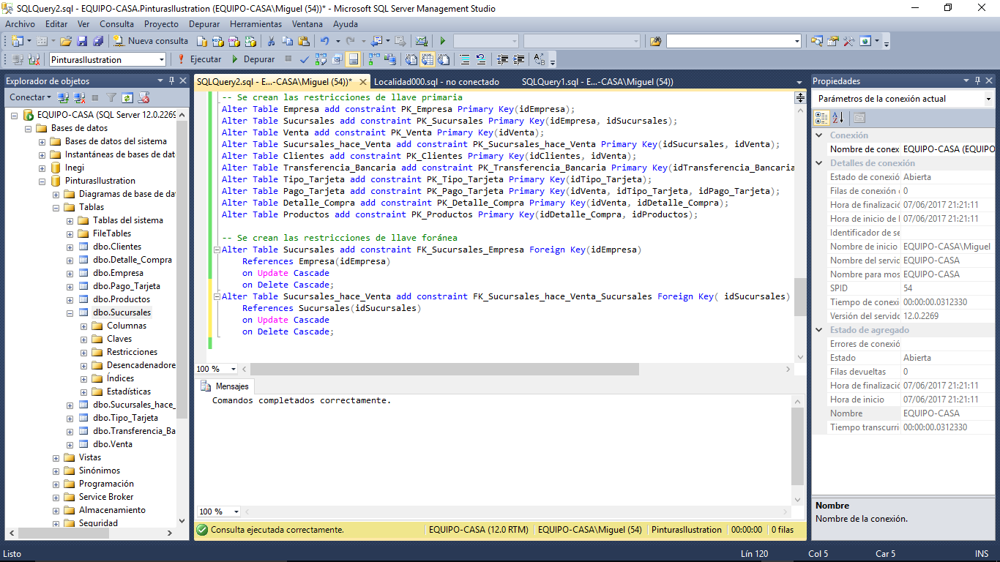 SQLQuery2.sql - EQUIPO-CASA.PinturasIlustration (EQUIPO-CASA\Miguel (54))* - Microsoft SQL Server Management Studio
Archivo Editar Ver Consulta Proyecto Depurar Herramientas Ventana Ayuda
Nueva consulta
PinturasIlustration Ejecutar Depurar
Explorador de objetos
Conectar
EQUIPO-CASA (SQL Server 12.0.2269
Bases de datos
Bases de datos del sistema
Instantáneas de bases de dat
Inegi
PinturasIlustration
Diagramas de base de da
Tablas
Tablas del sistema
FileTables
dbo.Clientes
dbo.Detalle_Compra
dbo.Empresa
dbo.Pago_Tarjeta
dbo.Productos
dbo.Sucursales
Columnas
Claves
Restricciones
Desencadenadore
Índices
Estadísticas
dbo.Sucursales_hace_
dbo.Tipo_Tarjeta
dbo.Transferencia_Ba
dbo.Venta
Vistas
Sinónimos
Programación
Service Broker
Almacenamiento
Seguridad
SQLQuery2.sql - E...-CASA\Miguel (54))* Localidad000.sql - no conectado SQLQuery1.sql - E...-CASA\Miguel (54))
-- Se crean las restricciones de llave primaria
Alter Table Empresa add constraint PK_Empresa Primary Key(idEmpresa);
Alter Table Sucursales add constraint PK_Sucursales Primary Key(idEmpresa, idSucursales);
Alter Table Venta add constraint PK_Venta Primary Key(idVenta);
Alter Table Sucursales_hace_Venta add constraint PK_Sucursales_hace_Venta Primary Key(idSucursales, idVenta);
Alter Table Clientes add constraint PK_Clientes Primary Key(idClientes, idVenta);
Alter Table Transferencia_Bancaria add constraint PK_Transferencia_Bancaria Primary Key(idTransferencia_Bancaria
Alter Table Tipo_Tarjeta add constraint PK_Tipo_Tarjeta Primary Key(idTipo_Tarjeta);
Alter Table Pago_Tarjeta add constraint PK_Pago_Tarjeta Primary Key(idVenta, idTipo_Tarjeta, idPago_Tarjeta);
Alter Table Detalle_Compra add constraint PK_Detalle_Compra Primary Key(idVenta, idDetalle_Compra);
Alter Table Productos add constraint PK_Productos Primary Key(idDetalle_Compra, idProductos);
-- Se crean las restricciones de llave foránea
Alter Table Sucursales add constraint FK_Sucursales_Empresa Foreign Key(idEmpresa)
References Empresa(idEmpresa)
on Update Cascade
on Delete Cascade;
Alter Table Sucursales_hace_Venta add constraint FK_Sucursales_hace_Venta_Sucursales Foreign Key( idSucursales)
References Sucursales(idSucursales)
on Update Cascade
on Delete Cascade;
100 %
Mensajes
Comandos completados correctamente.
100 %
Consulta ejecutada correctamente. EQUIPO-CASA (12.0 RTM) EQUIPO-CASA\Miguel (54) PinturasIlustration 00:00:00 0 filas
Propiedades
Parámetros de la conexión actual
Conexión
Nombre de conex EQUIPO-CASA (EQUIPO
Detalles de conexión
Estado de conexió Abierta
Filas de conexión 0
Hora de finalizació 07/06/2017 21:21:11
Hora de inicio de l 07/06/2017 21:21:11
Identificador de se
Nombre de inicio EQUIPO-CASA\Miguel
Nombre del servid EQUIPO-CASA
Nombre para mos EQUIPO-CASA
SPID 54
Tiempo de conexi 00:00:00.0312330
Versión del servido 12.0.2269
Estado de agregado
Errores de conexió
Estado Abierta
Filas devueltas 0
Hora de finalizació 07/06/2017 21:21:11
Hora de inicio 07/06/2017 21:21:11
Nombre EQUIPO-CASA
Tiempo transcurri 00:00:00.0312330
Nombre
Nombre de la conexión.
Listo Lín 120 Col 5 Car 5 INS